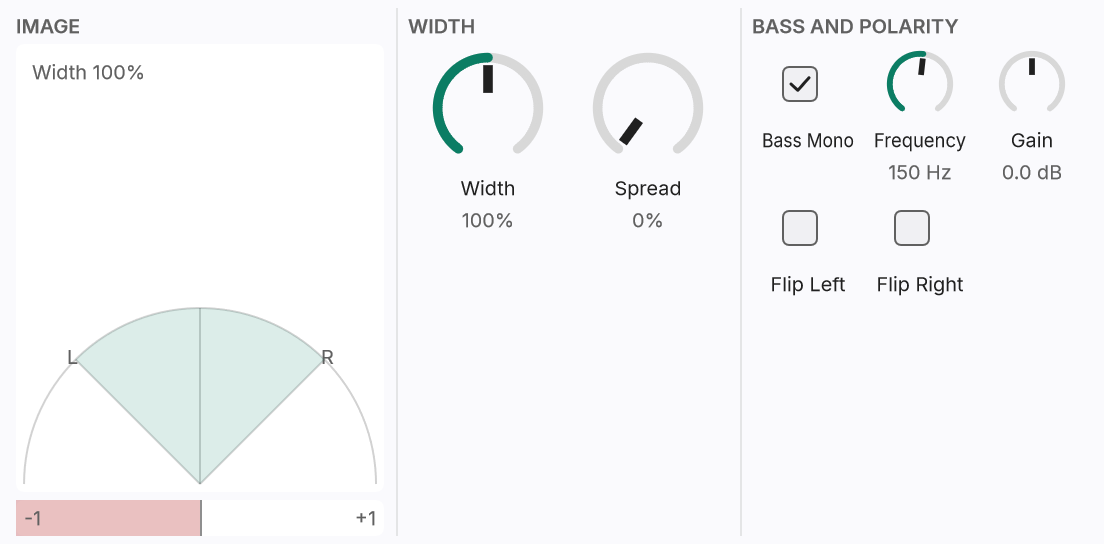 IMAGE
Width 100%
L
R
-1
+1
WIDTH
Width
100%
Spread
0%
BASS AND POLARITY
Bass Mono
Frequency
150 Hz
Gain
0.0 dB
Flip Left
Flip Right